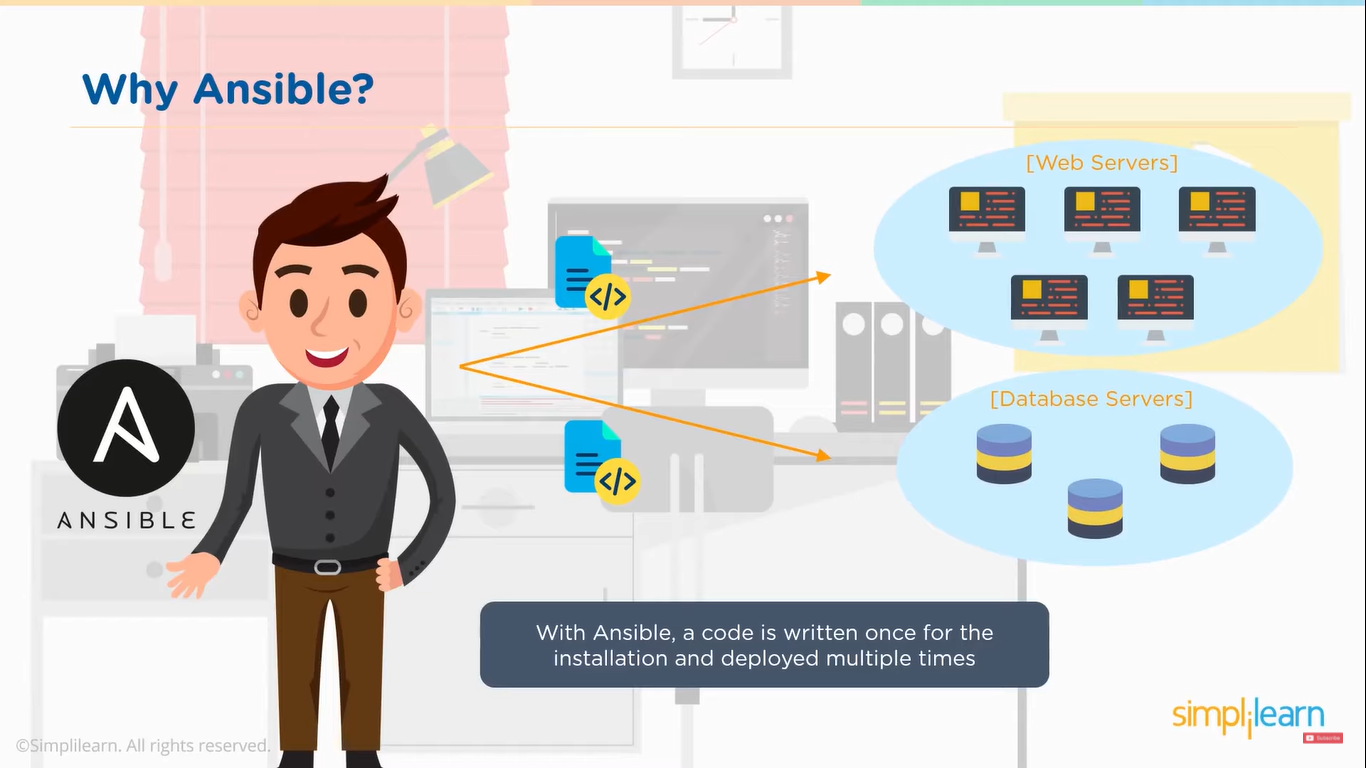 Why Ansible?
[Web Servers]
</>
[Database Servers]
</>
ANSIBLE
With Ansible, a code is written once for the
installation and deployed multiple times
simplilearn
Subscribe
©Simplilearn. All rights reserved.